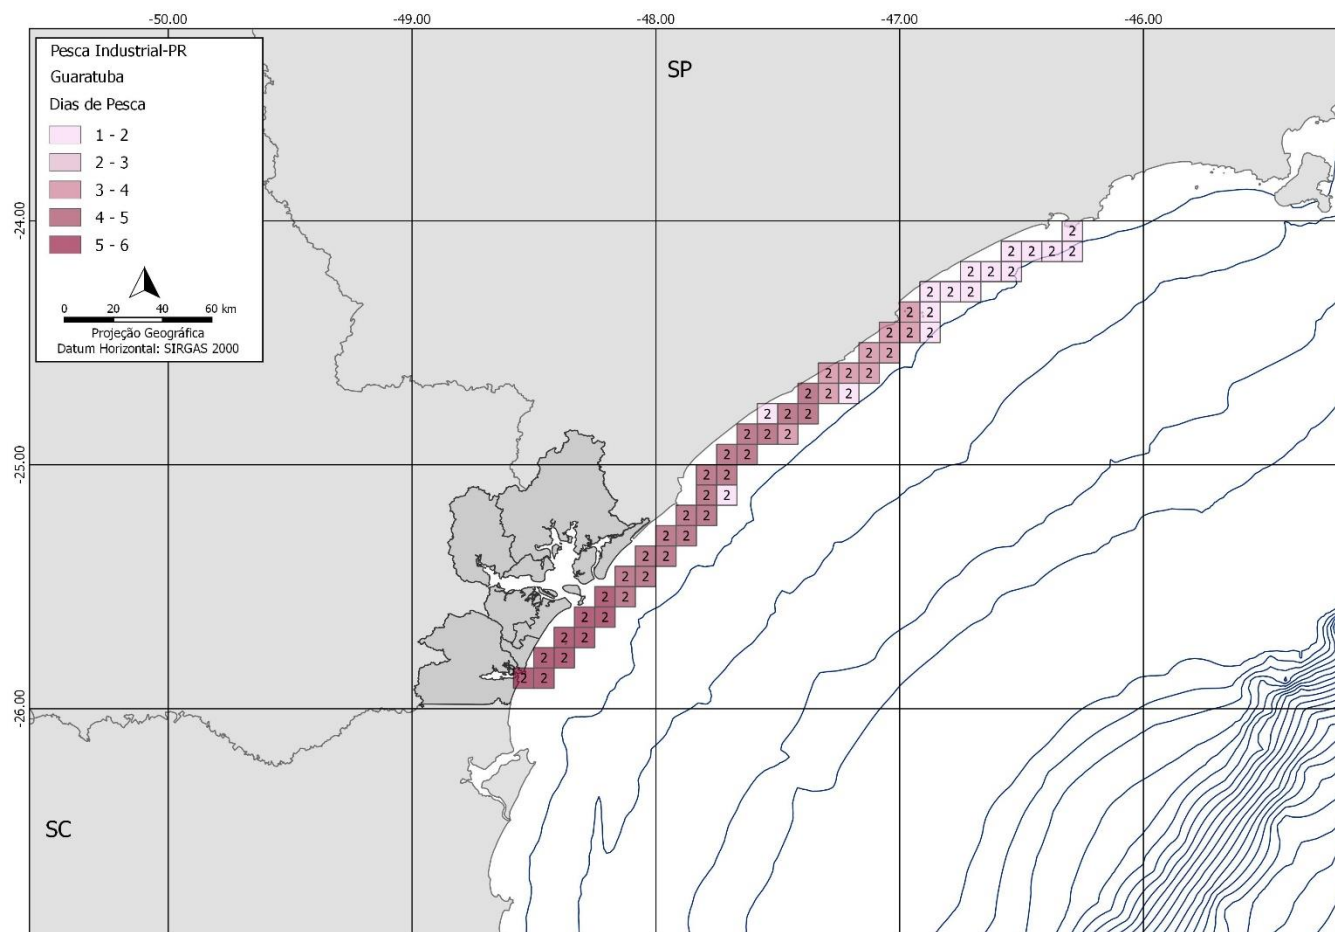 -50.00 -49.00 -48.00 -47.00 -46.00
Pesca Industrial-PR
Guaratuba
Dias de Pesca
1 - 2
2 - 3
3 - 4
4 - 5
5 - 6
0 20 40 60 km
Projeção Geográfica
Datum Horizontal: SIRGAS 2000
SP
-24.00
-25.00
-26.00
2
2 2 2 2
2 2 2
2 2 2
2 2
2 2 2
2 2
2 2 2
2 2 2
2 2 2
2 2 2
2 2
2 2
2 2
2 2
2 2
2 2
2 2
2 2
2 2
2 2
2 2
2 2
SC